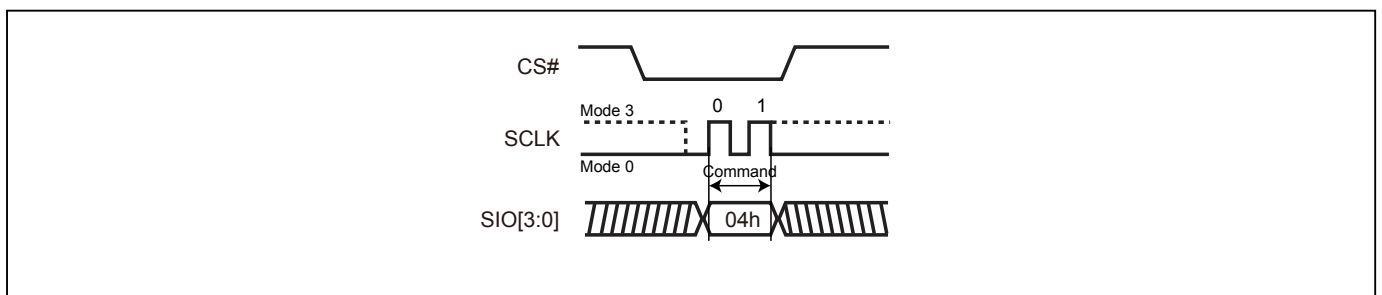 CS#
Mode 3
0 1
SCLK
Mode 0
Command
SIO[3:0]
04h